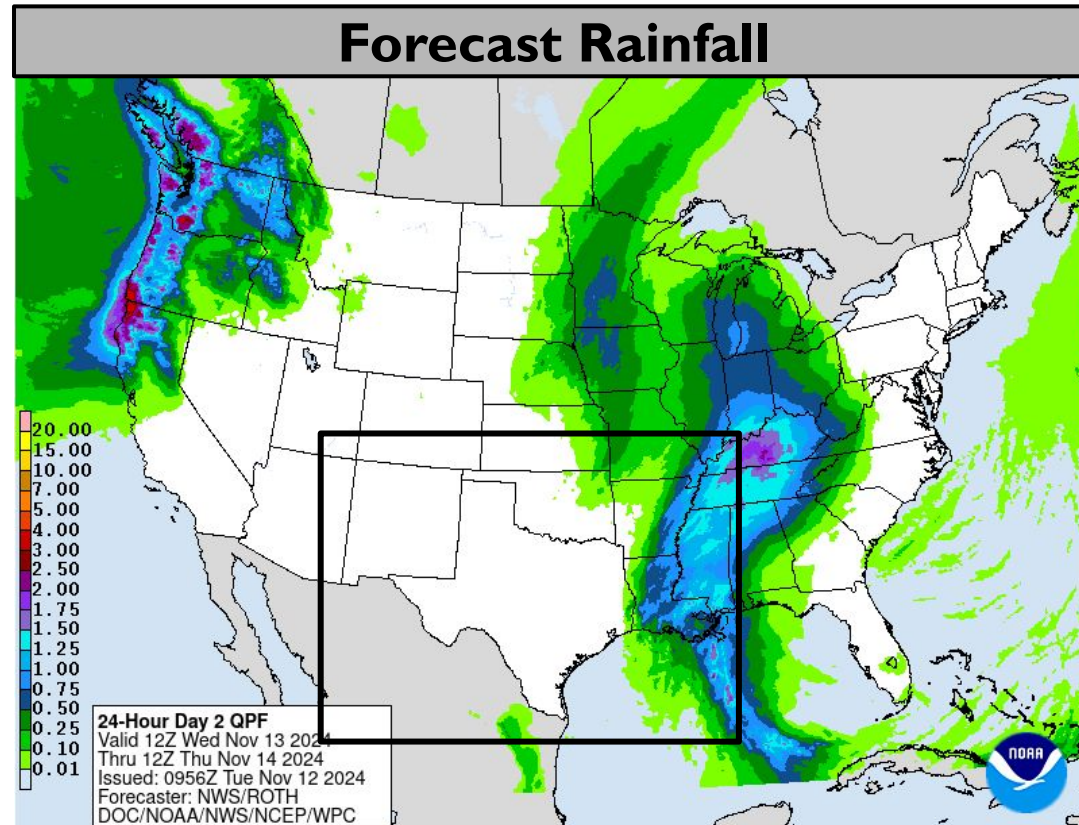 Forecast Rainfall
20.00
15.00
10.00
7.00
5.00
4.00
3.00
2.50
2.00
1.75
1.50
1.25
1.00
0.75
0.50
0.25
0.10
0.01
24-Hour Day 2 QPF
Valid 12Z Wed Nov 13 2024
Thru 12Z Thu Nov 14 2024
Issued: 0956Z Tue Nov 12 2024
Forecaster: NWS/ROTH
DOC/NOAA/NWS/NCEP/WPC
NOAA